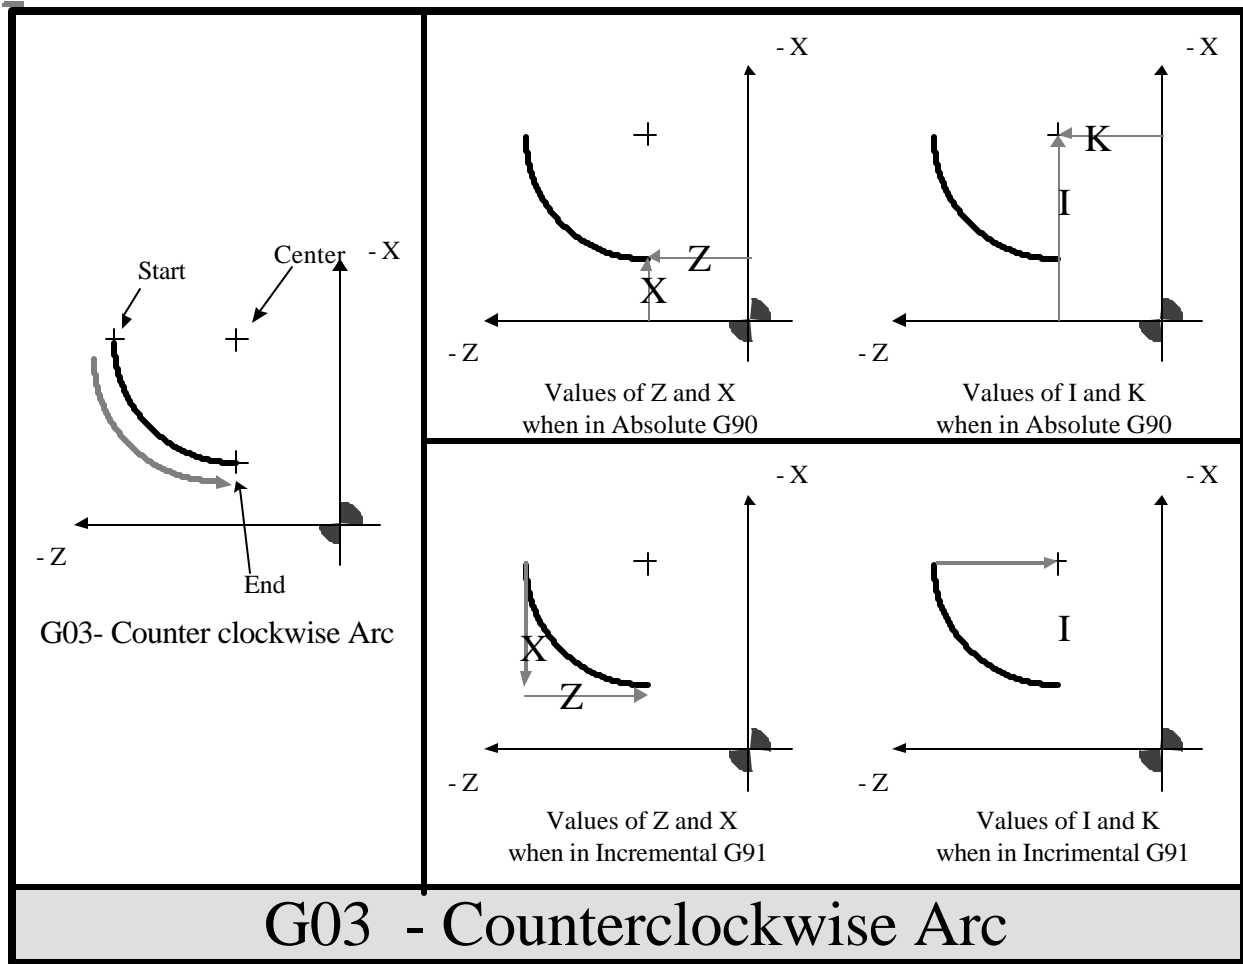 Start
Center
- X
- Z
End
G03- Counter clockwise Arc
- X
Z
X
- Z
Values of Z and X
when in Absolute G90
- X
K
I
- Z
Values of I and K
when in Absolute G90
- X
X
Z
- Z
Values of Z and X
when in Incremental G91
- X
I
- Z
Values of I and K
when in Incrimental G91
G03 - Counterclockwise Arc